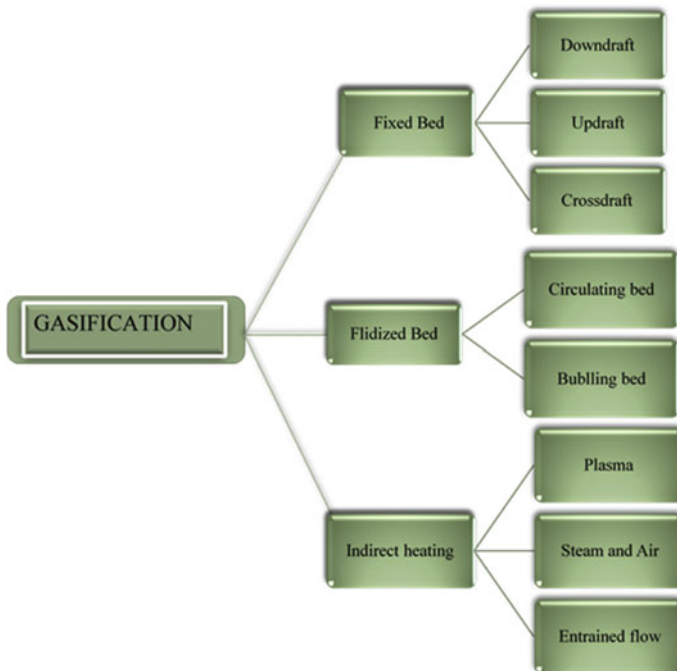 GASIFICATION
Fixed Bed
Downdraft
Updraft
Crossdraft
Flidized Bed
Circulating bed
Bublling bed
Indirect heating
Plasma
Steam and Air
Entrained flow